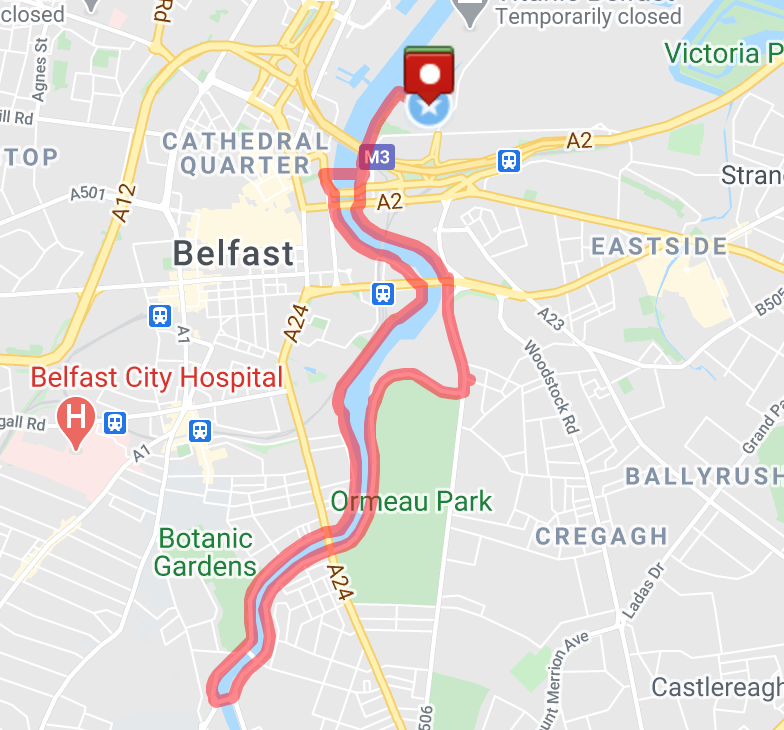 closed
Temporarily closed
Rd
Agnes St
Victoria P
ill Rd
CATHEDRAL
QUARTER
M3
A2
TOP
A501
A12
A2
Stran
Belfast
EASTSIDE
A24
A1
A23
B505
Woodstock Rd
Belfast City Hospital
H
gall Rd
A1
Grand Pa
BALLYRUSH
Ormeau Park
CREGAGH
Botanic
Gardens
A24
Ladas Dr
unt Merrion Ave
Castlereagh
506